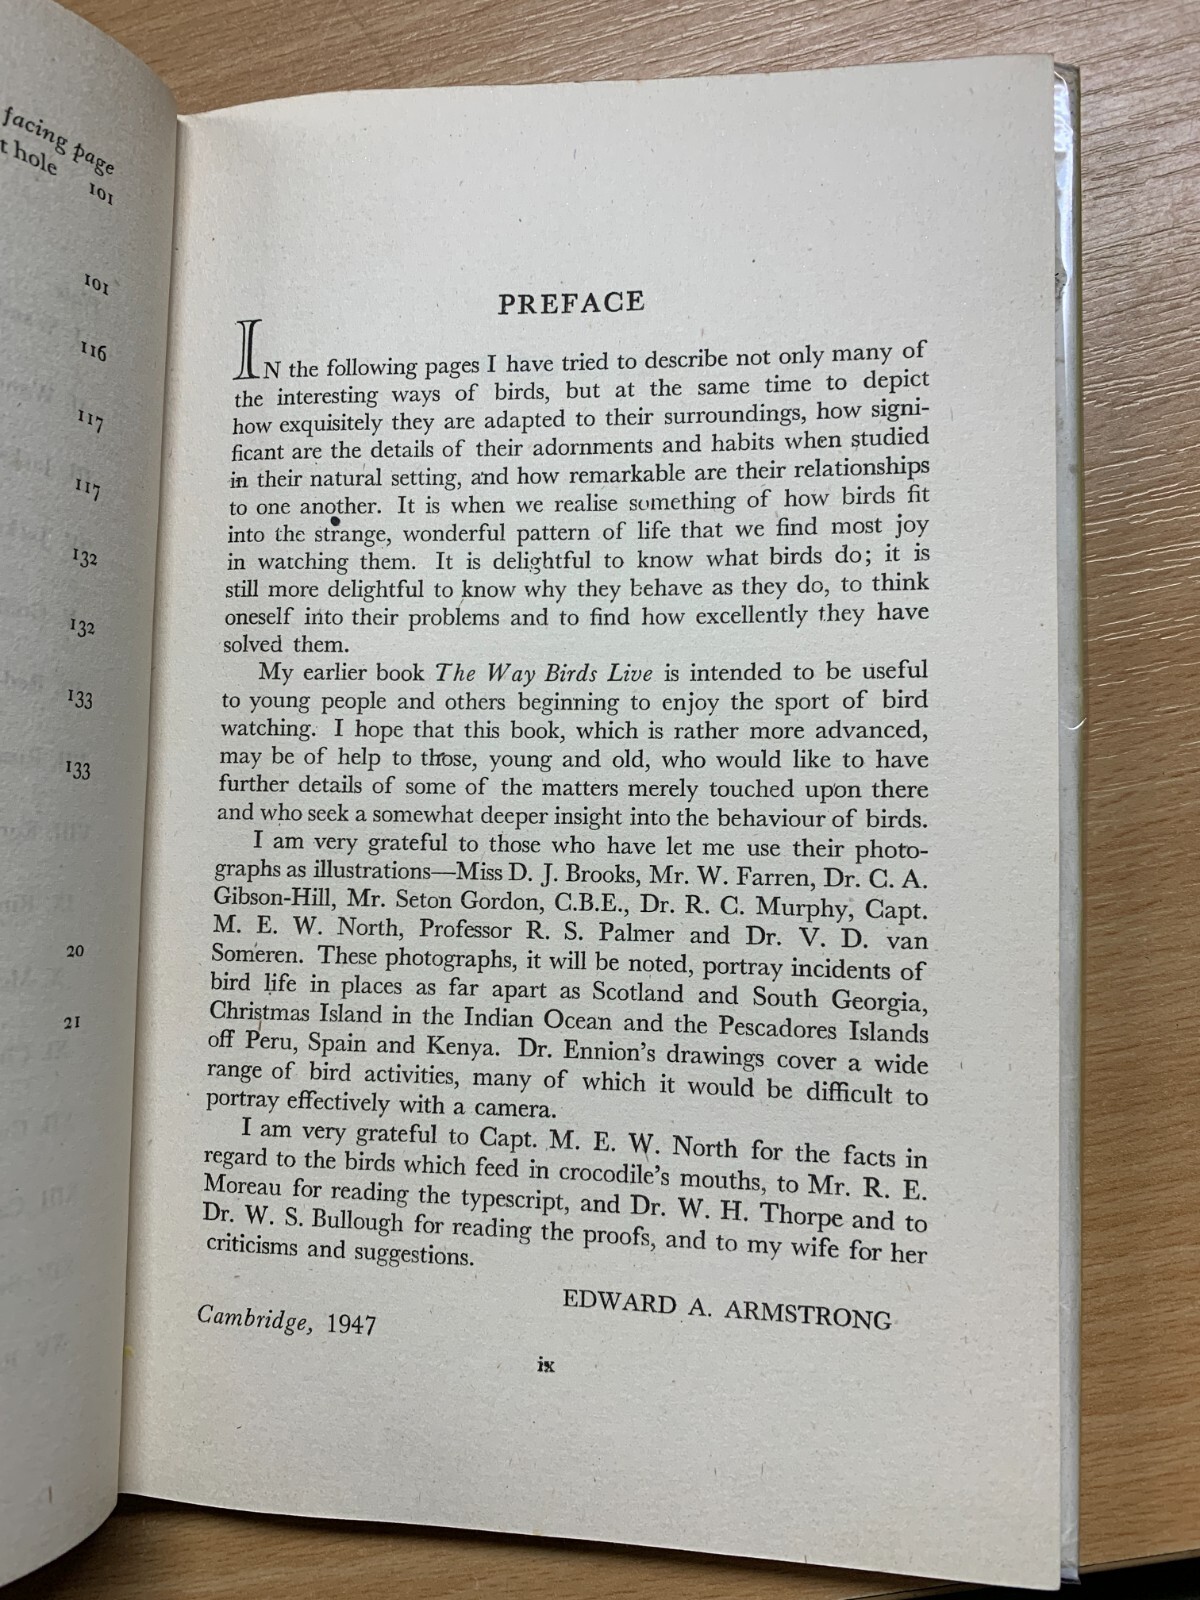 facing page
t hole 101
101
116
117
117
132
132
133
133
20
21
PREFACE
IN the following pages I have tried to describe not only many of
the interesting ways of birds, but at the same time to depict
how exquisitely they are adapted to their surroundings, how signi-
ficant are the details of their adornments and habits when studied
in their natural setting, and how remarkable are their relationships
to one another. It is when we realise something of how birds fit
into the strange, wonderful pattern of life that we find most joy
in watching them. It is delightful to know what birds do; it is
still more delightful to know why they behave as they do, to think
oneself into their problems and to find how excellently they have
solved them.
My earlier book The Way Birds Live is intended to be useful
to young people and others beginning to enjoy the sport of bird
watching. I hope that this book, which is rather more advanced,
may be of help to those, young and old, who would like to have
further details of some of the matters merely touched upon there
and who seek a somewhat deeper insight into the behaviour of birds.
I am very grateful to those who have let me use their photo-
graphs as illustrations—Miss D. J. Brooks, Mr. W. Farren, Dr. C. A.
Gibson-Hill, Mr. Seton Gordon, C.B.E., Dr. R. C. Murphy, Capt.
M. E. W. North, Professor R. S. Palmer and Dr. V. D. van
Someren. These photographs, it will be noted, portray incidents of
bird life in places as far apart as Scotland and South Georgia,
Christmas Island in the Indian Ocean and the Pescadores Islands
off Peru, Spain and Kenya. Dr. Ennion's drawings cover a wide
range of bird activities, many of which it would be difficult to
portray effectively with a camera.
I am very grateful to Capt. M. E. W. North for the facts in
regard to the birds which feed in crocodile's mouths, to Mr. R. E.
Moreau for reading the typescript, and Dr. W. H. Thorpe and to
Dr. W. S. Bullough for reading the proofs, and to my wife for her
criticisms and suggestions.
EDWARD A. ARMSTRONG
Cambridge, 1947
ix